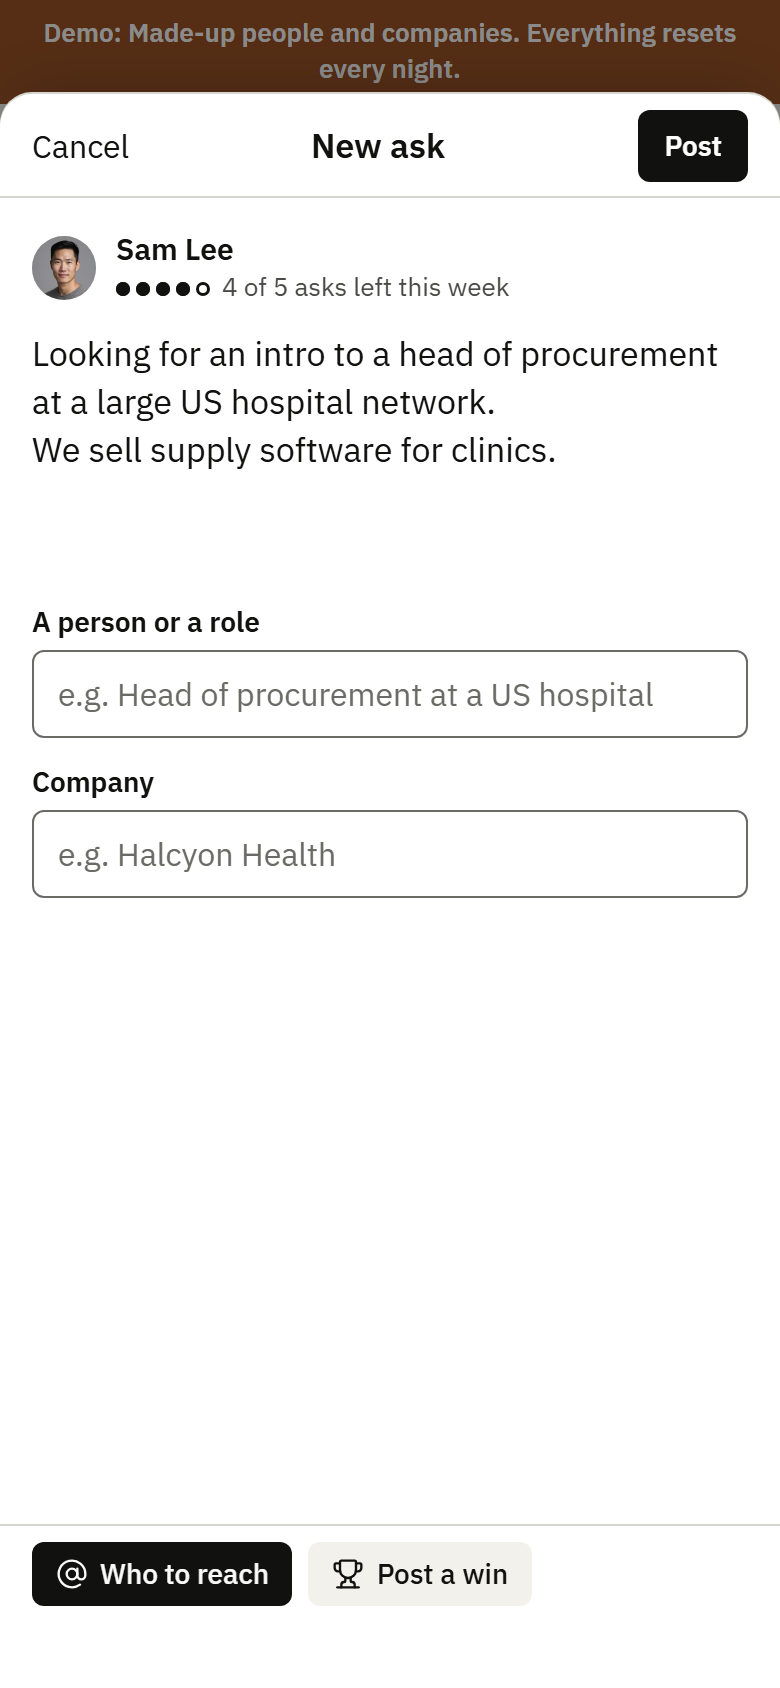 Demo: Made-up people and companies. Everything resets
every night.
Cancel
New ask
Post
Sam Lee
4 of 5 asks left this week
Looking for an intro to a head of procurement
at a large US hospital network.
We sell supply software for clinics.
A person or a role
e.g. Head of procurement at a US hospital
Company
e.g. Halcyon Health
Who to reach
Post a win